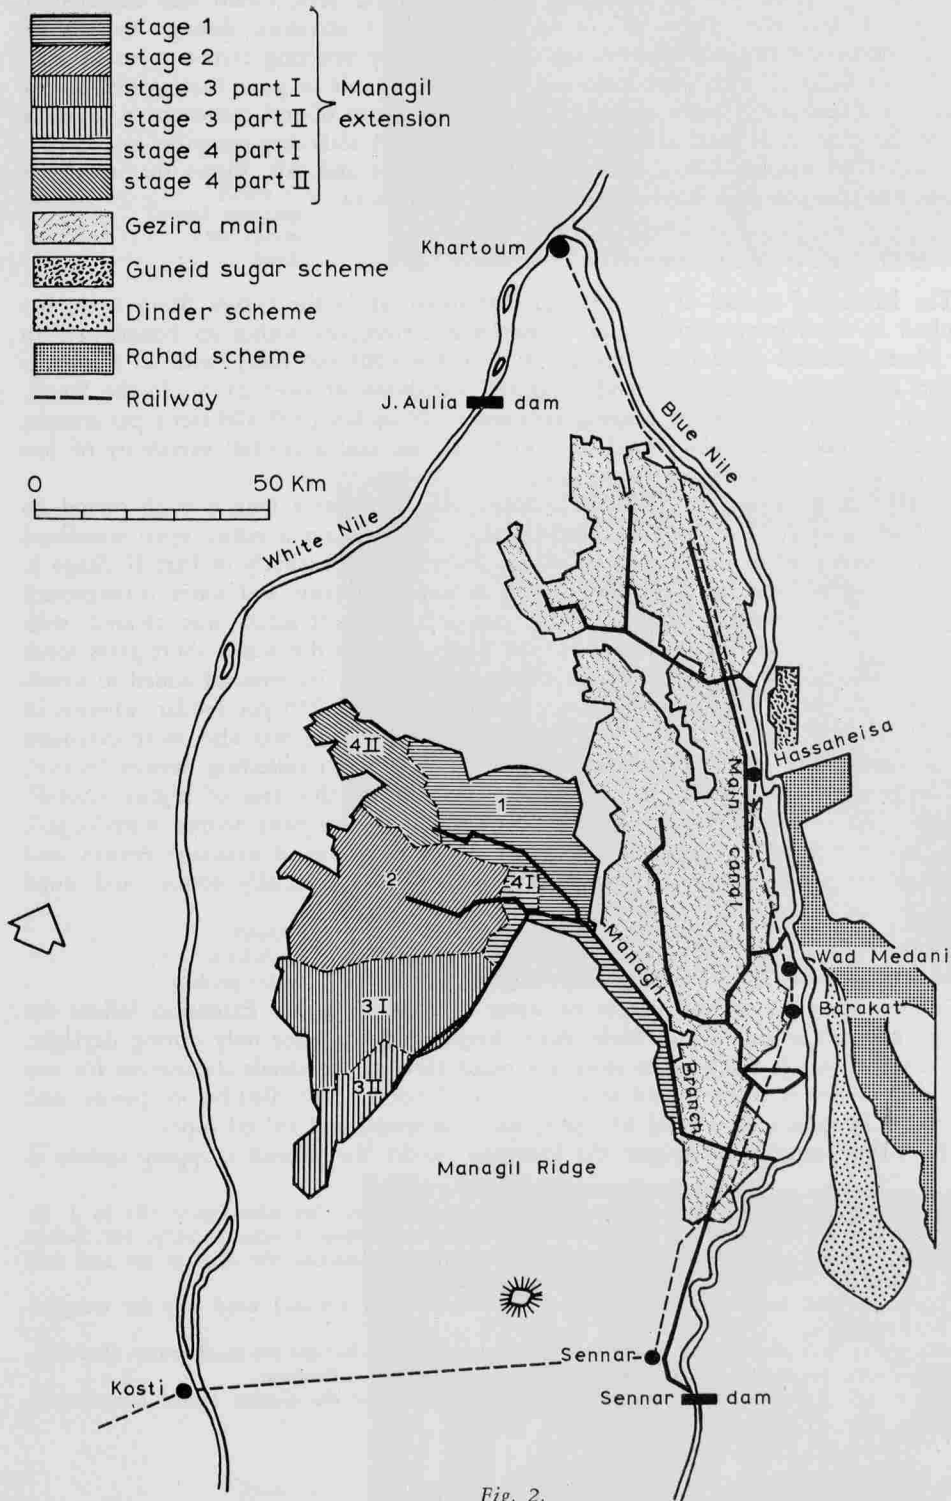 stage 1
stage 2
stage 3 part I
stage 3 part II
stage 4 part I
stage 4 part II
Managil
extension
Gezira main
Guneid sugar scheme
Dinder scheme
Rahad scheme
Railway
0 50 Km
Khartoum
J. Aulia dam
Blue Nile
White Nile
Hassaheisa
Main canal
4II
1
2
4I
Managil Branch
Wad Medani
Barakat
3I
3II
Managil Ridge
Sennar
Kosti
Sennar dam
Fig. 2.